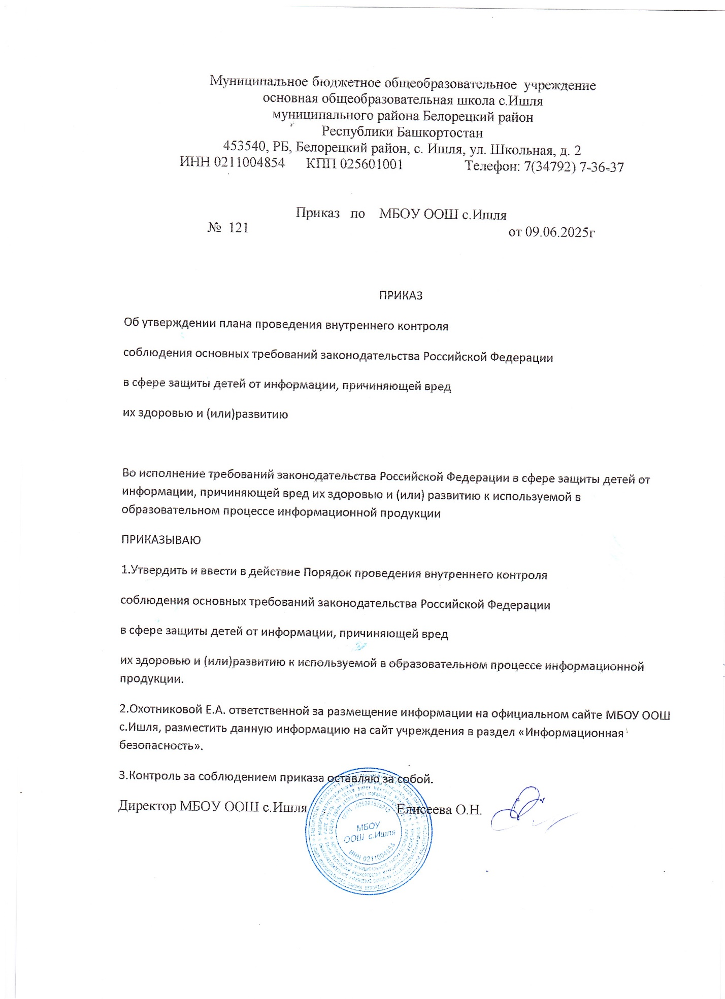 Муниципальное бюджетное общеобразовательное учреждение
основная общеобразовательная школа с.Ишля
муниципального района Белорецкий район
Республики Башкортостан
453540, РБ, Белорецкий район, с. Ишля, ул. Школьная, д. 2
ИНН 0211004854 КПП 025601001 Телефон: 7(34792) 7-36-37
Приказ по МБОУ ООШ с.Ишля
№ 121 от 09.06.2025г
ПРИКАЗ
Об утверждении плана проведения внутреннего контроля
соблюдения основных требований законодательства Российской Федерации
в сфере защиты детей от информации, причиняющей вред
их здоровью и (или)развитию
Во исполнение требований законодательства Российской Федерации в сфере защиты детей от
информации, причиняющей вред их здоровью и (или) развитию к используемой в
образовательном процессе информационной продукции
ПРИКАЗЫВАЮ
1.Утвердить и ввести в действие Порядок проведения внутреннего контроля
соблюдения основных требований законодательства Российской Федерации
в сфере защиты детей от информации, причиняющей вред
их здоровью и (или)развитию к используемой в образовательном процессе информационной
продукции.
2.Охотниковой Е.А. ответственной за размещение информации на официальном сайте МБОУ ООШ
с.Ишля, разместить данную информацию на сайт учреждения в раздел «Информационная
безопасность».
3.Контроль за соблюдением приказа оставляю за собой.
Директор МБОУ ООШ с.Ишля Елисеева О.Н.
МБОУ
ООШ с.Ишля
ИНН 0211004854